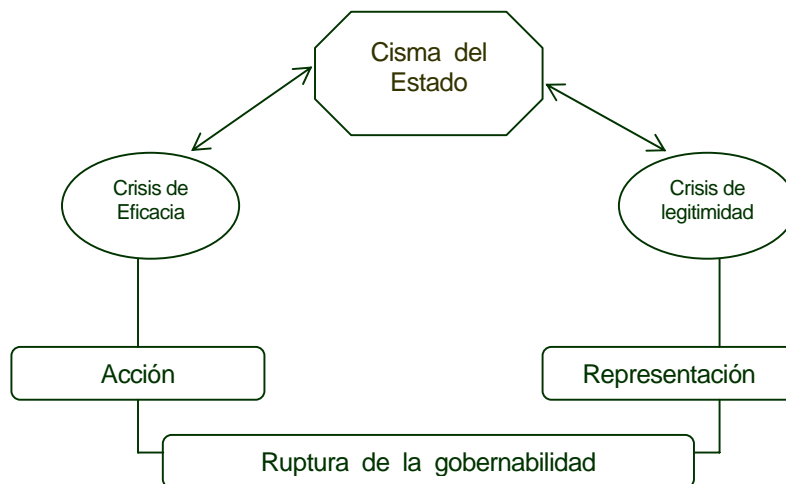 Cisma del
Estado
Crisis de
Eficacia
Crisis de
legitimidad
Acción
Representación
Ruptura de la gobernabilidad